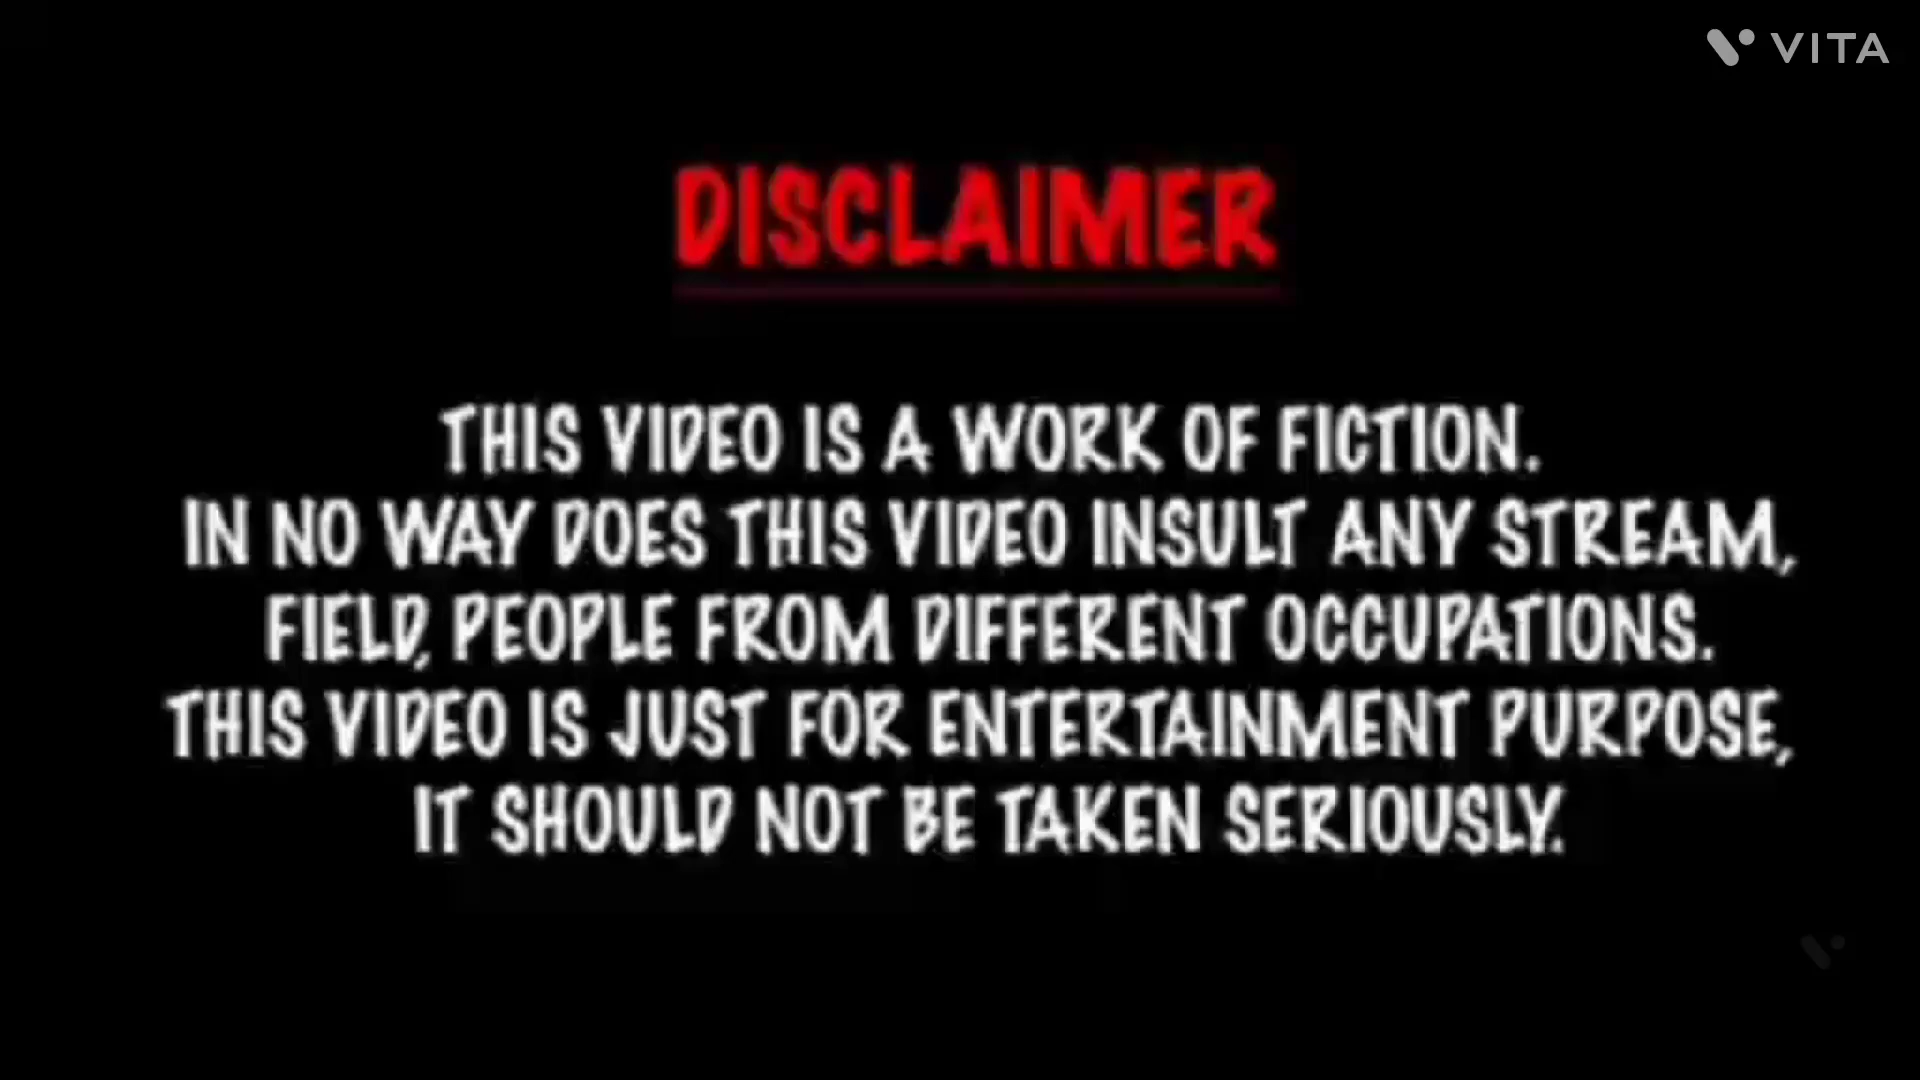 VITA
DISCLAIMER
THIS VIDEO IS A WORK OF FICTION.
IN NO WAY DOES THIS VIDEO INSULT ANY STREAM,
FIELD, PEOPLE FROM DIFFERENT OCCUPATIONS.
THIS VIDEO IS JUST FOR ENTERTAINMENT PURPOSE,
IT SHOULD NOT BE TAKEN SERIOUSLY.